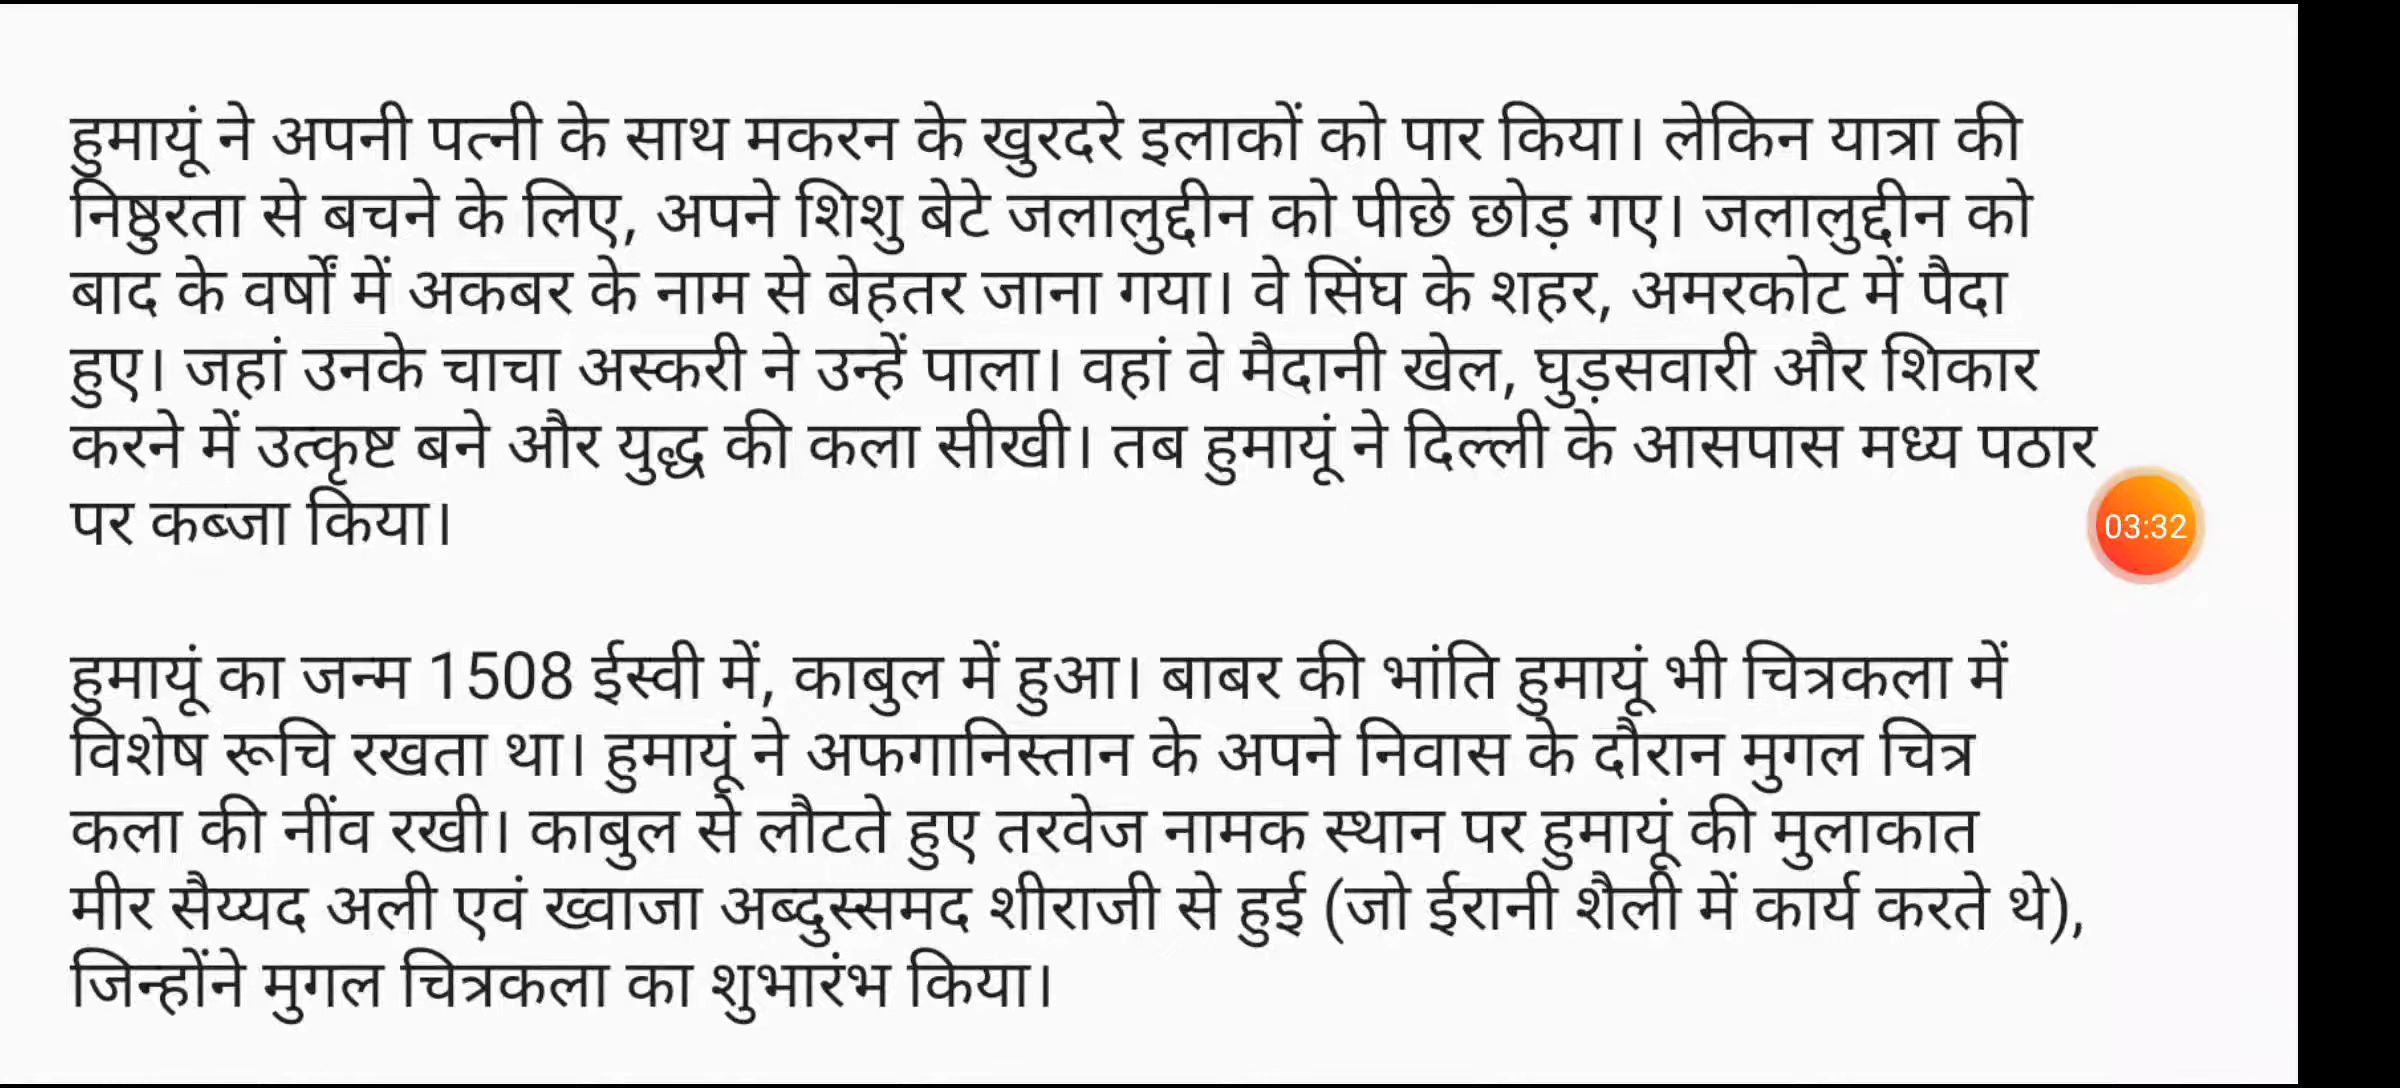 हुमायूं ने अपनी पत्नी के साथ मकरन के खुरदरे इलाकों को पार किया। लेकिन यात्रा की
निष्ठुरता से बचने के लिए, अपने शिशु बेटे जलालुद्दीन को पीछे छोड़ गए। जलालुद्दीन को
बाद के वर्षों में अकबर के नाम से बेहतर जाना गया। वे सिंघ के शहर, अमरकोट में पैदा
हुए। जहां उनके चाचा अस्करी ने उन्हें पाला। वहां वे मैदानी खेल, घुड़सवारी और शिकार
करने में उत्कृष्ट बने और युद्ध की कला सीखी। तब हुमायूं ने दिल्ली के आसपास मध्य पठार
पर कब्जा किया।
03:32
हुमायूं का जन्म 1508 ईस्वी में, काबुल में हुआ। बाबर की भांति हुमायूं भी चित्रकला में
विशेष रूचि रखता था। हुमायूं ने अफगानिस्तान के अपने निवास के दौरान मुगल चित्र
कला की नींव रखी। काबुल से लौटते हुए तरवेज नामक स्थान पर हुमायूं की मुलाकात
मीर सैय्यद अली एवं ख्वाजा अब्दुस्समद शीराजी से हुई (जो ईरानी शैली में कार्य करते थे),
जिन्होंने मुगल चित्रकला का शुभारंभ किया।